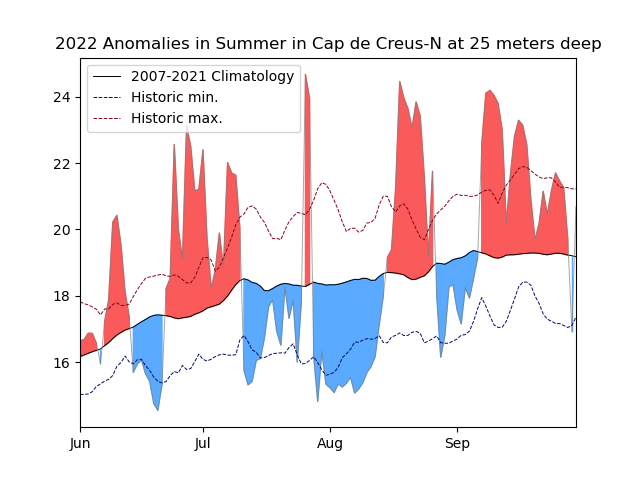 2022 Anomalies in Summer in Cap de Creus-N at 25 meters deep
2007-2021 Climatology
Historic min.
Historic max.
24
22
20
18
16
Jun
Jul
Aug
Sep